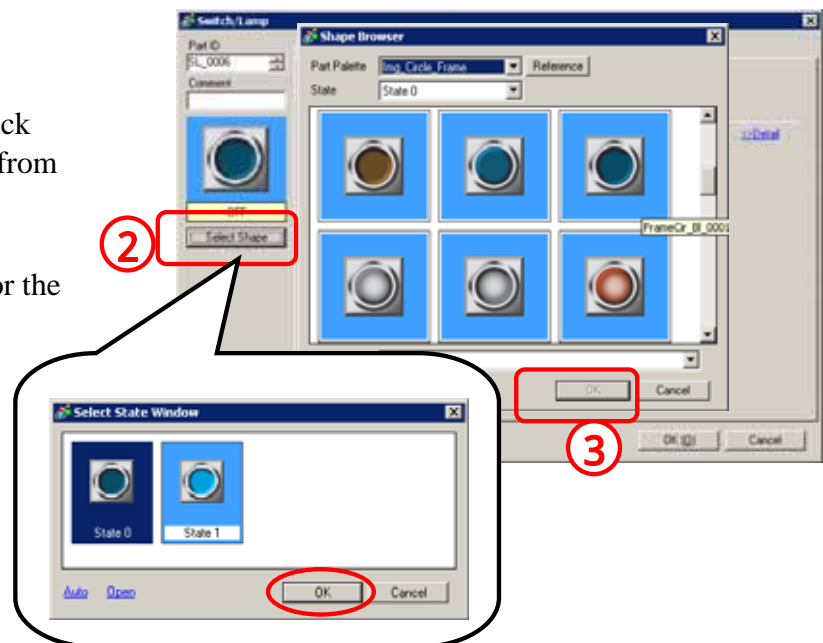 ck
from
or the
Switch/Lamp
Part ID
SL_0006
Comment
OFF
Select Shape
Detail
OK (O)
Cancel
Shape Browser
Part Palette
Img_Circle_Frame
Reference
State
State 0
FrameCir_Bl_0001
OK
Cancel
2
3
Select State Window
State 0
State 1
Auto
Open
OK
Cancel